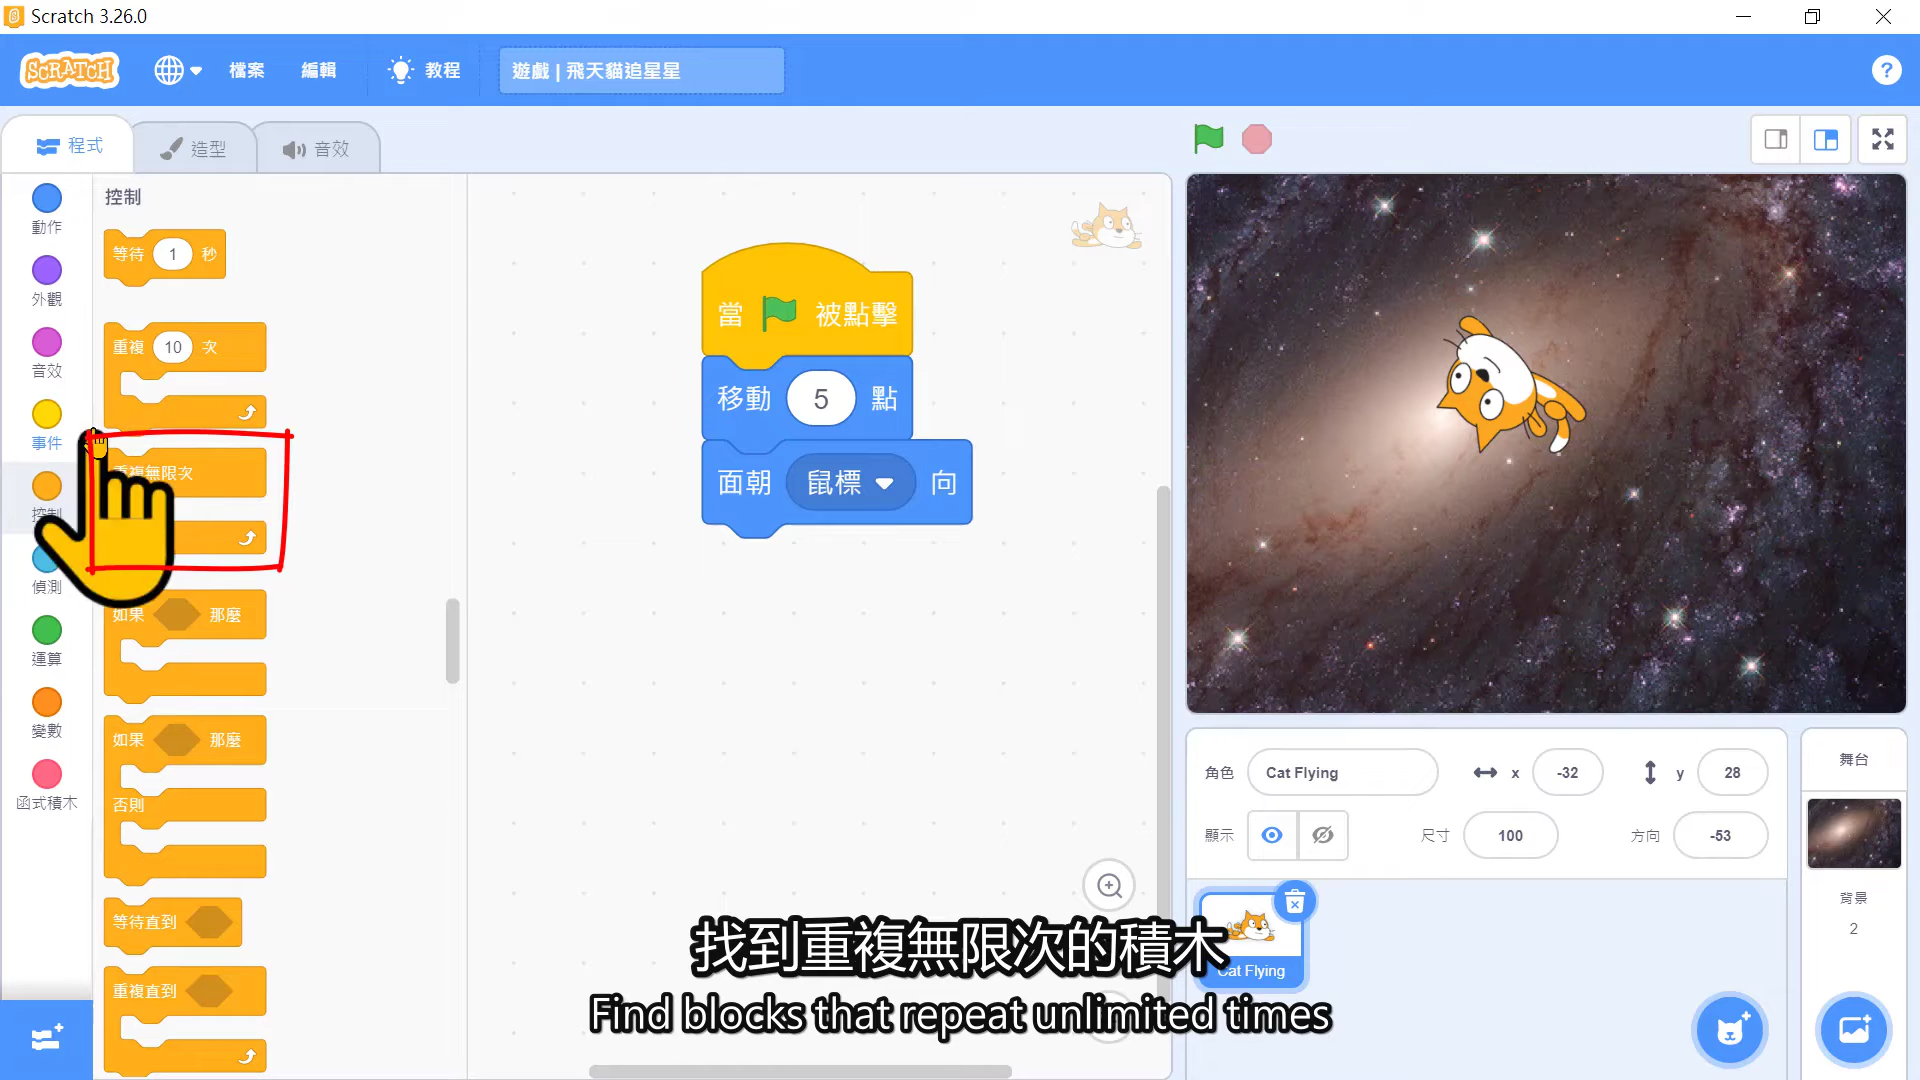 Scratch 3.26.0
SCRATCH
檔案
編輯
教程
遊戲 | 飛天貓追星星
?
程式
造型
音效
動作
外觀
音效
事件
控制
偵測
運算
變數
函式積木
控制
等待 1 秒
重複 10 次
重複無限次
如果 那麼
如果 那麼
否則
等待直到
重複直到
當 被點擊
移動 5 點
面朝 鼠標 向
角色 Cat Flying x -32 y 28
顯示 尺寸 100 方向 -53
Cat Flying
舞台
背景
2
找到重複無限次的積木
Find blocks that repeat unlimited times